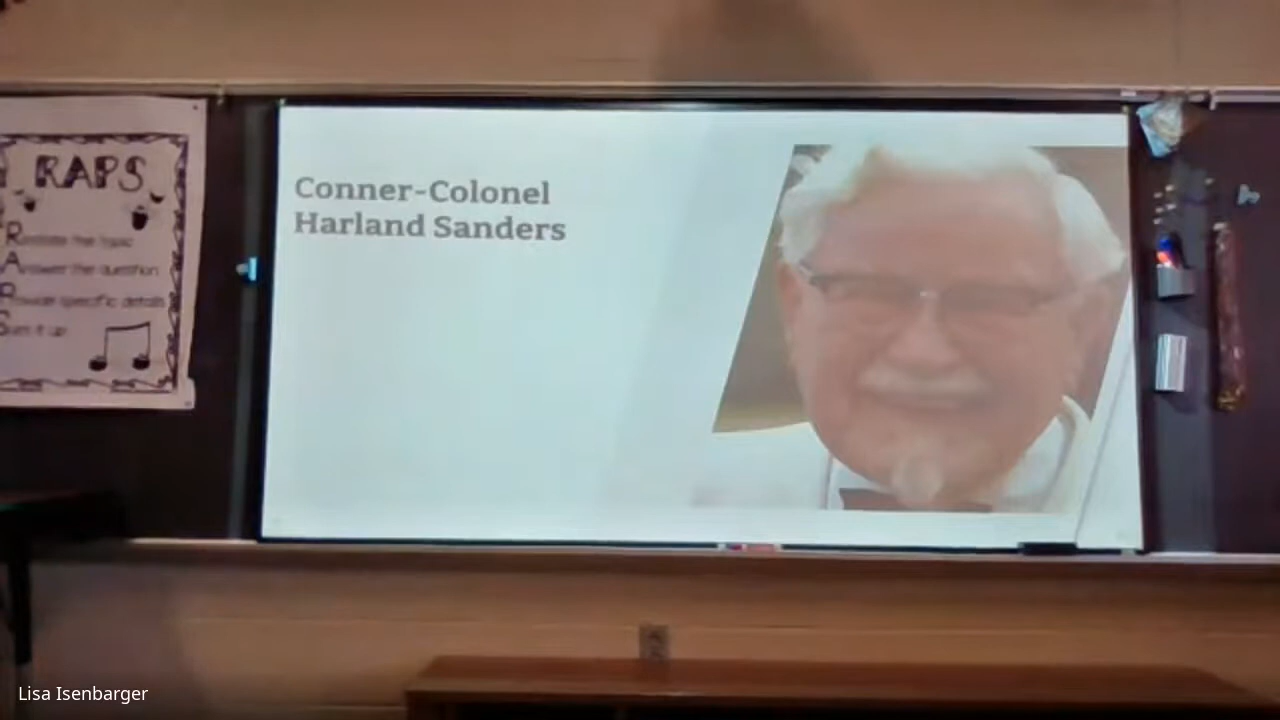 RAPS
Restate the topic
Answer the question
Provide specific details
Sum it up
Conner-Colonel
Harland Sanders
Lisa Isenbarger